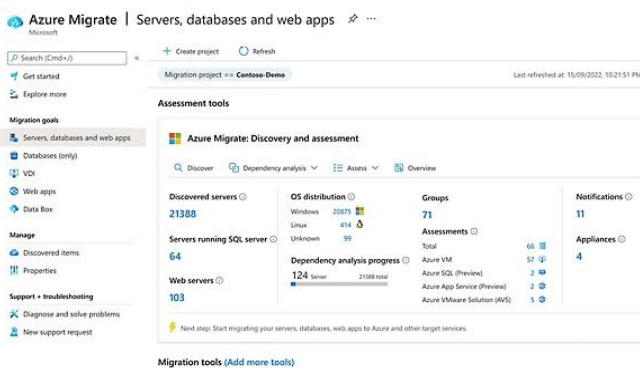 Azure Migrate | Servers, databases and web apps
Microsoft
Search (Cmd+/)
Get started
Explore more
Migration goals
Servers, databases and web apps
Databases (only)
VDI
Web apps
Data Box
Manage
Discovered items
Properties
Support + troubleshooting
Diagnose and solve problems
New support request
Create project
Refresh
Migration project == Contoso-Demo
Last refreshed at: 15/09/2022, 10:21:51 PM
Assessment tools
Azure Migrate: Discovery and assessment
Discover
Dependency analysis
Assess
Overview
Discovered servers
21388
Servers running SQL server
64
Web servers
103
OS distribution
Windows 20875
Linux 414
Unknown 99
Dependency analysis progress
124 Server 21388 total
Groups
71
Assessments
Total 66
Azure VM 57
Azure SQL (Preview) 2
Azure App Service (Preview) 2
Azure VMware Solution (AVS) 5
Notifications
11
Appliances
4
Next step: Start migrating your servers, databases, web apps to Azure and other target services.
Migration tools (Add more tools)